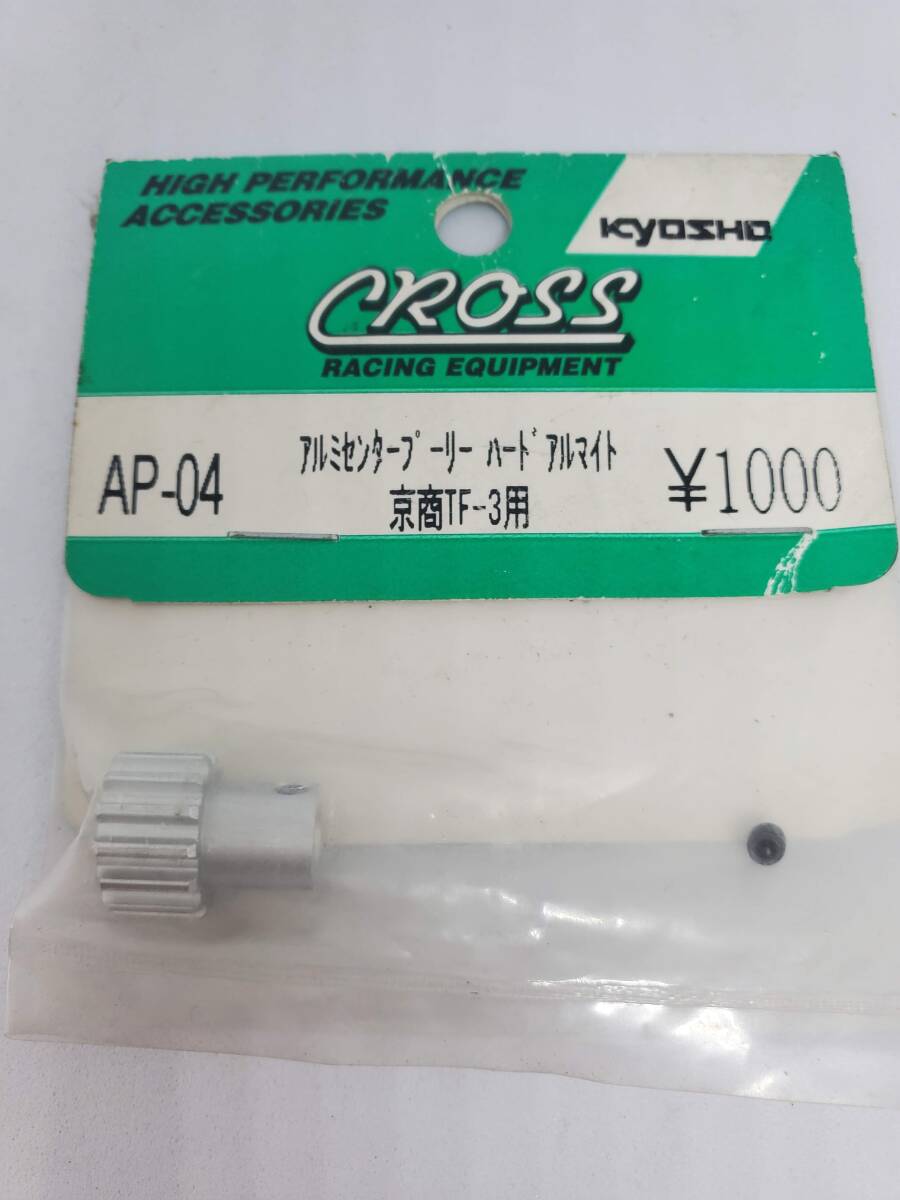 HIGH PERFORMANCE
ACCESSORIES
KYOSHO
CROSS
RACING EQUIPMENT
AP-04
アルミセンタープーリー ハードアルマイト
京商TF-3用
¥1000